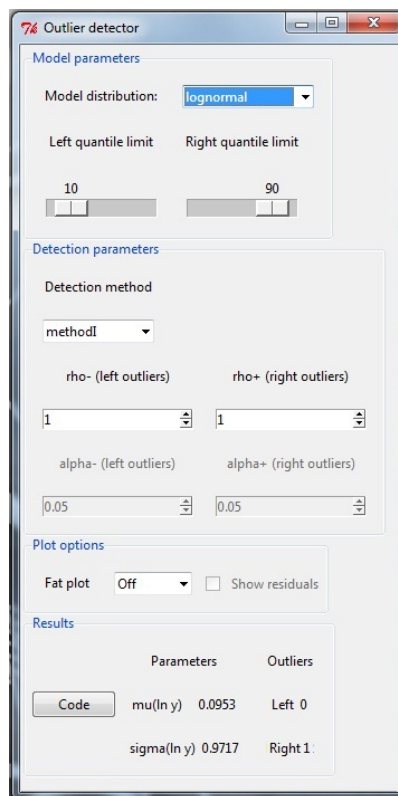 Outlier detector
Model parameters
Model distribution: lognormal
Left quantile limit Right quantile limit
10 90
Detection parameters
Detection method
methodI
rho- (left outliers) rho+ (right outliers)
1 1
alpha- (left outliers) alpha+ (right outliers)
0.05 0.05
Plot options
Fat plot Off Show residuals
Results
Parameters Outliers
Code mu(ln y) 0.0953 Left 0
sigma(ln y) 0.9717 Right 1